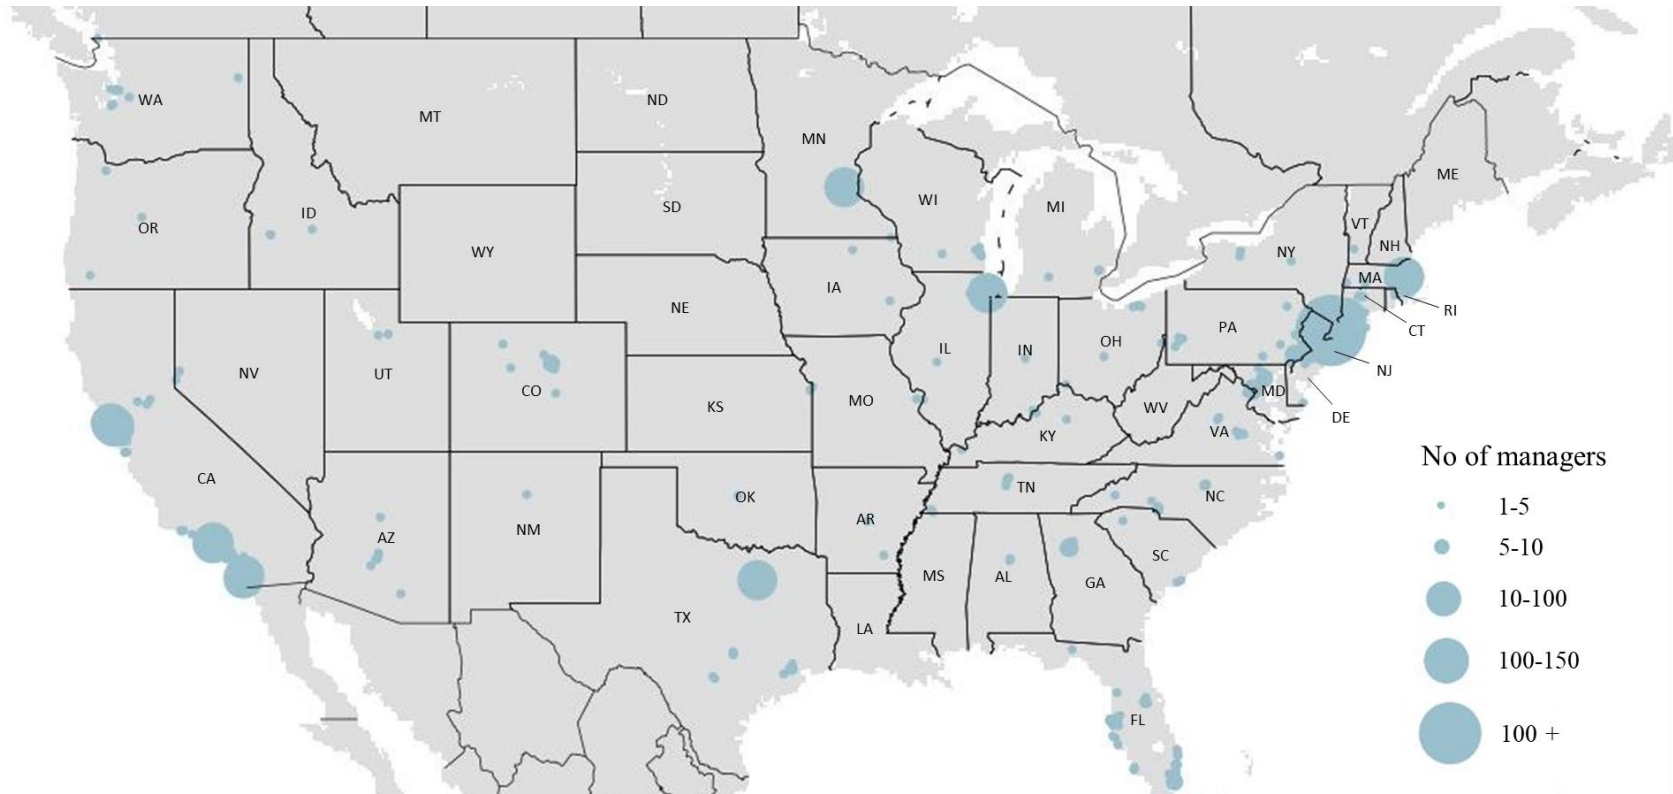 WA
MT
ND
MN
ME
OR
ID
SD
WI
MI
VT
NH
NY
WY
MA
IA
NE
RI
CT
PA
NV
UT
CO
IL
IN
OH
NJ
KS
MO
WV
MD
DE
KY
VA
CA
No of managers
1-5
5-10
10-100
100-150
100 +
AZ
NM
OK
AR
TN
NC
SC
MS
AL
GA
TX
LA
FL